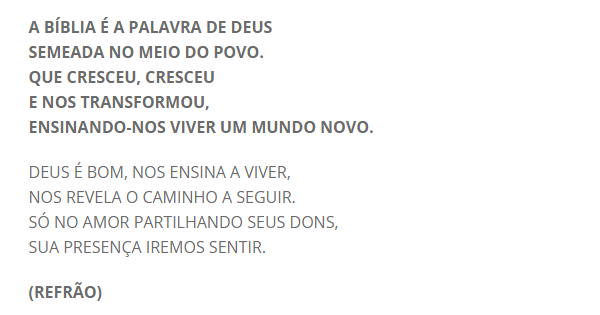 A BÍBLIA É A PALAVRA DE DEUS
SEMEADA NO MEIO DO POVO.
QUE CRESCEU, CRESCEU
E NOS TRANSFORMOU,
ENSINANDO-NOS VIVER UM MUNDO NOVO.
DEUS É BOM, NOS ENSINA A VIVER,
NOS REVELA O CAMINHO A SEGUIR.
SÓ NO AMOR PARTILHANDO SEUS DONS,
SUA PRESENÇA IREMOS SENTIR.
(REFRÃO)